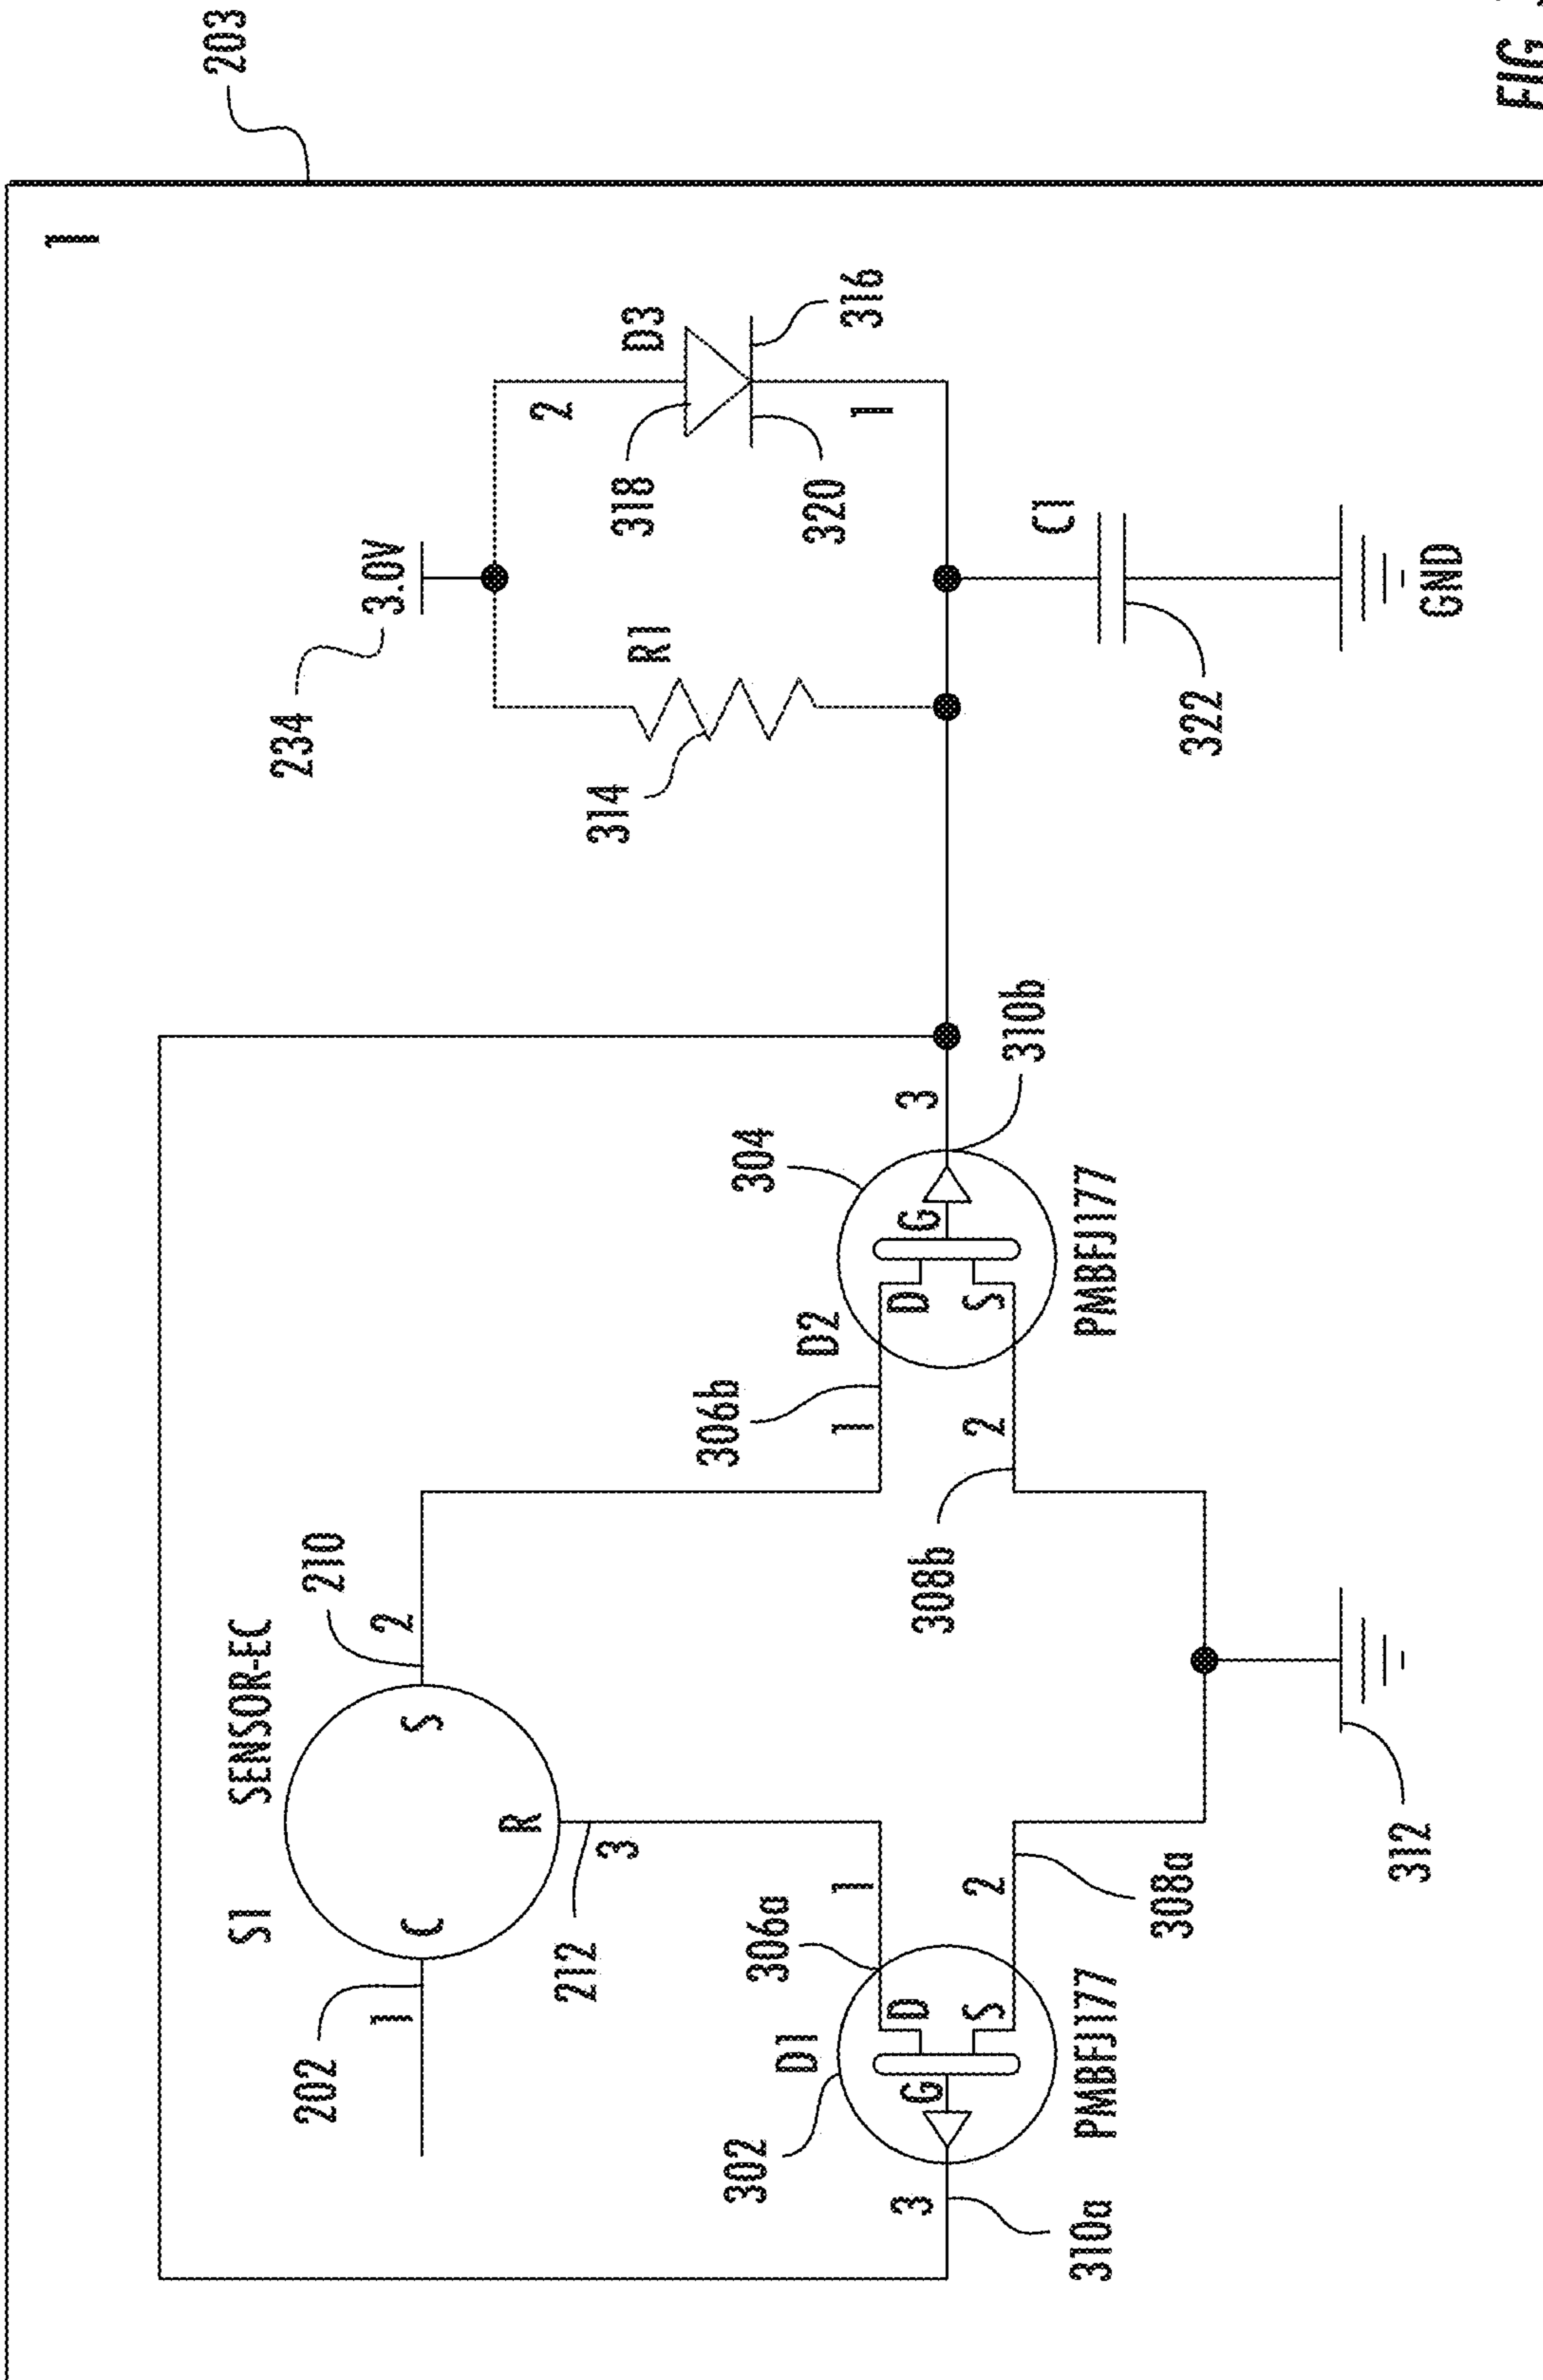 203
1
S1
SENSOR-EC
202
1
C
S
2
210
R
3
212
234
3.0V
R1
314
2
D3
318
316
320
1
302
D1
306a
1
G
D
S
2
3
310a
308a
PMBFJ177
306b
1
D2
304
D
G
S
2
3
310b
308b
PMBFJ177
C1
322
312
GND
FIG.